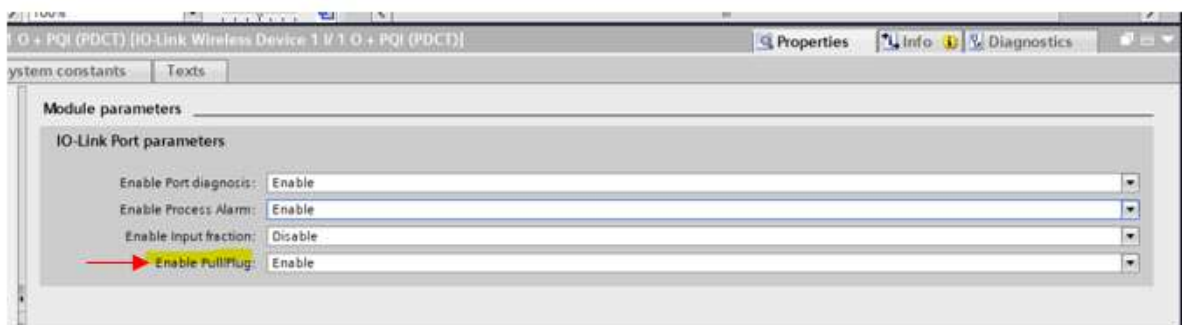 100%
1 O + PQI (PDCT) [IO-Link Wireless Device 1 I/ 1 O + PQI (PDCT)]
Properties
Info
Diagnostics
ystem constants
Texts
Module parameters
IO-Link Port parameters
Enable Port diagnosis: Enable
Enable Process Alarm: Enable
Enable Input fraction: Disable
Enable Pull/Plug: Enable